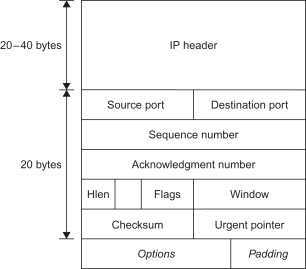 20–40 bytes
IP header
Source port
Destination port
Sequence number
20 bytes
Acknowledgment number
Hlen
Flags
Window
Checksum
Urgent pointer
Options
Padding